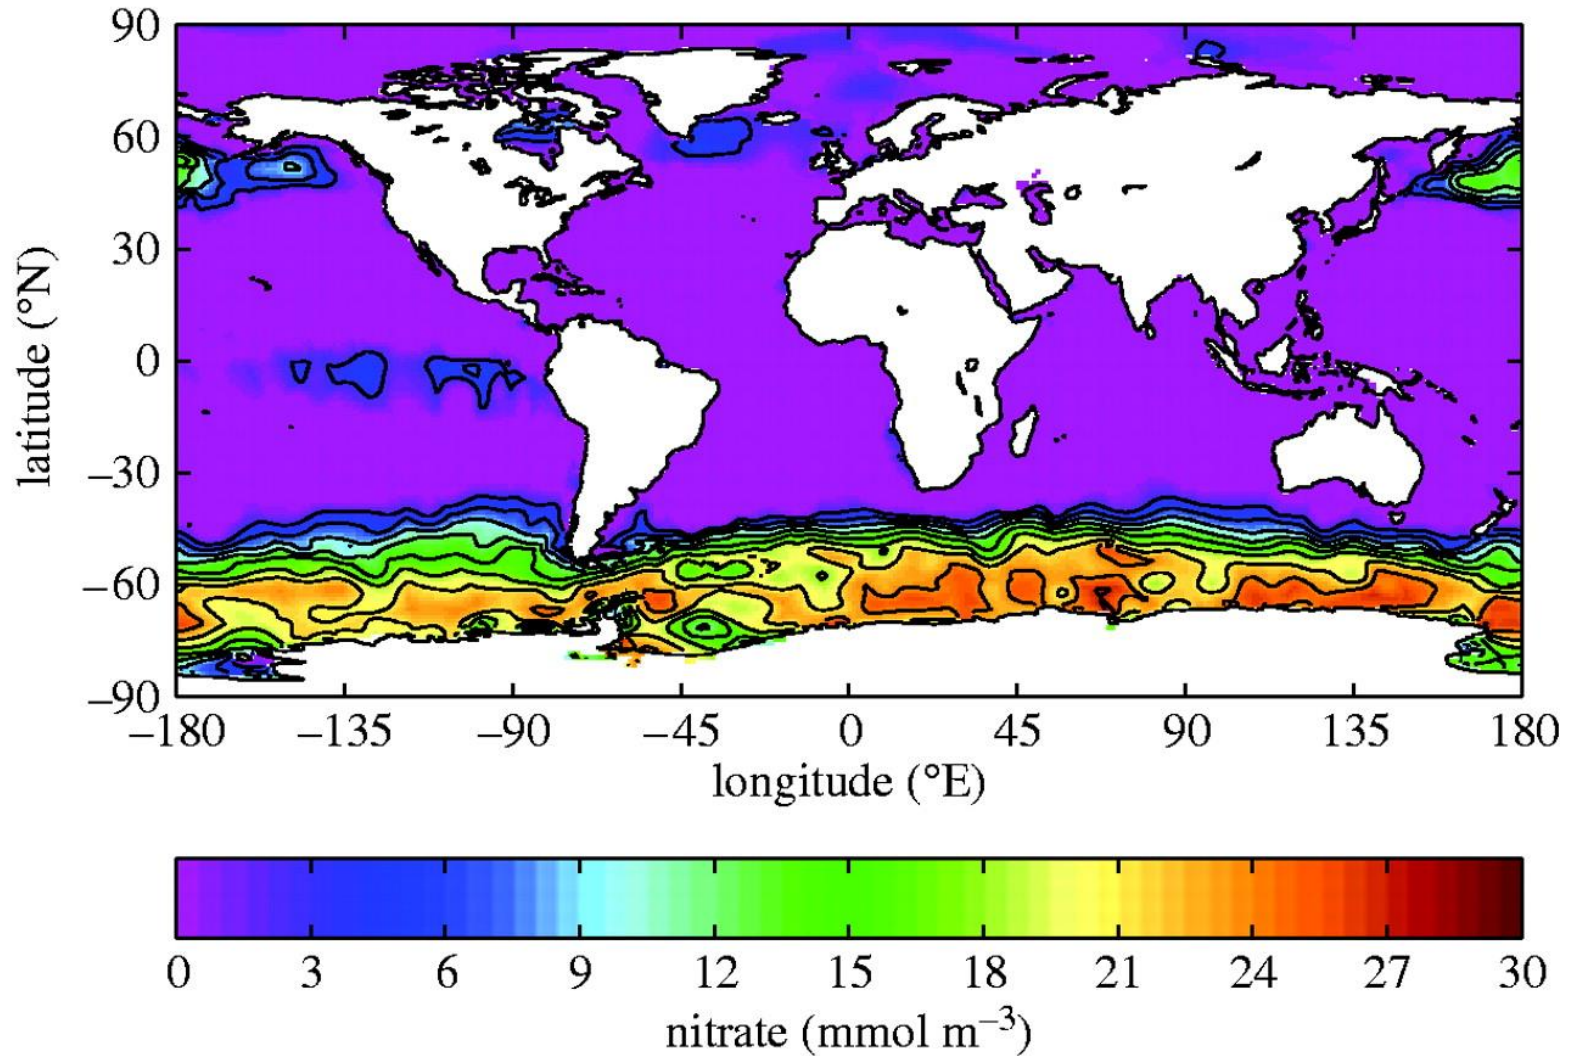 90
60
30
0
–30
–60
–90
latitude (°N)
–180 –135 –90 –45 0 45 90 135 180
longitude (°E)
0 3 6 9 12 15 18 21 24 27 30
nitrate (mmol m⁻³)